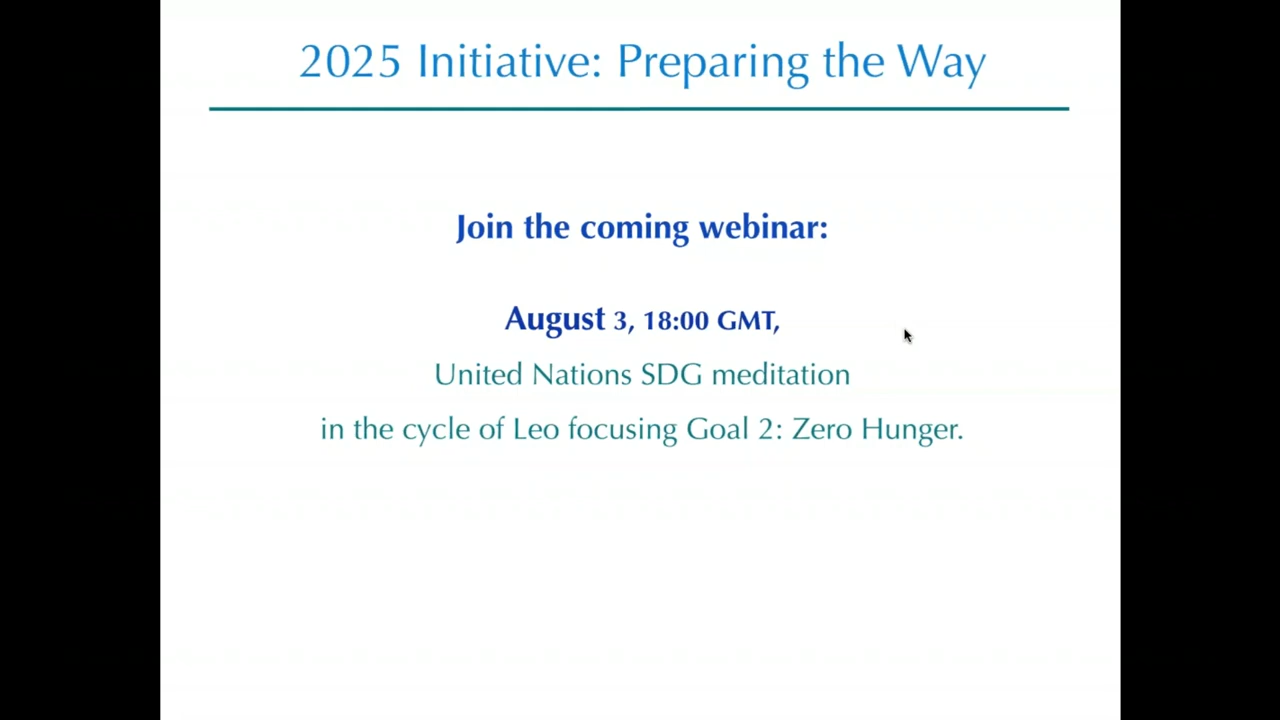 2025 Initiative: Preparing the Way
Join the coming webinar:
August 3, 18:00 GMT,
United Nations SDG meditation
in the cycle of Leo focusing Goal 2: Zero Hunger.